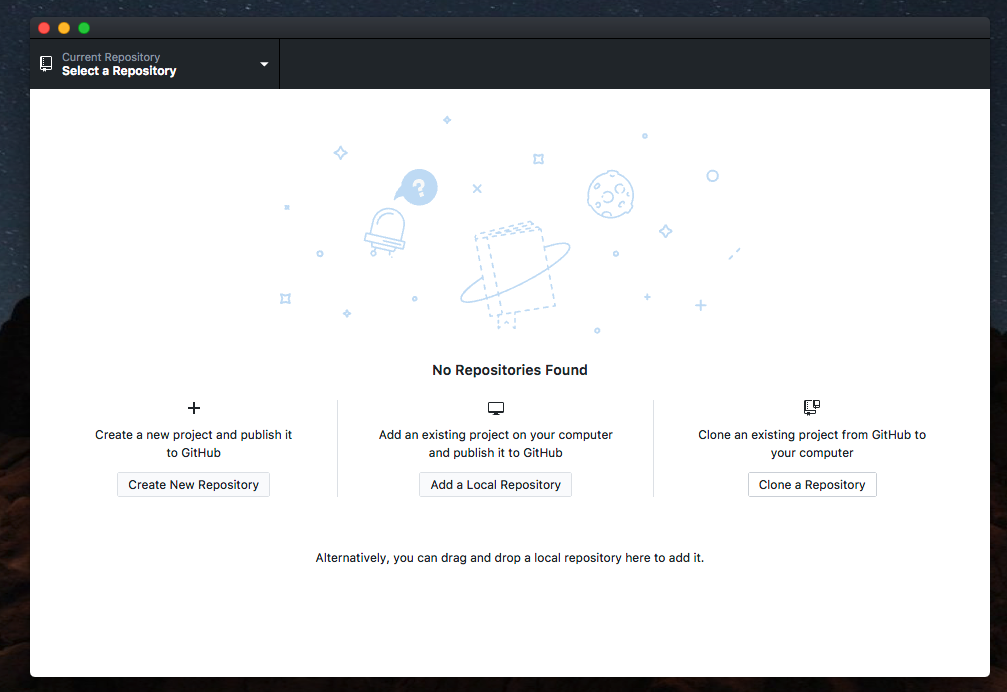 Current Repository
Select a Repository
?
No Repositories Found
Create a new project and publish it
to GitHub
Create New Repository
Add an existing project on your computer
and publish it to GitHub
Add a Local Repository
Clone an existing project from GitHub to
your computer
Clone a Repository
Alternatively, you can drag and drop a local repository here to add it.